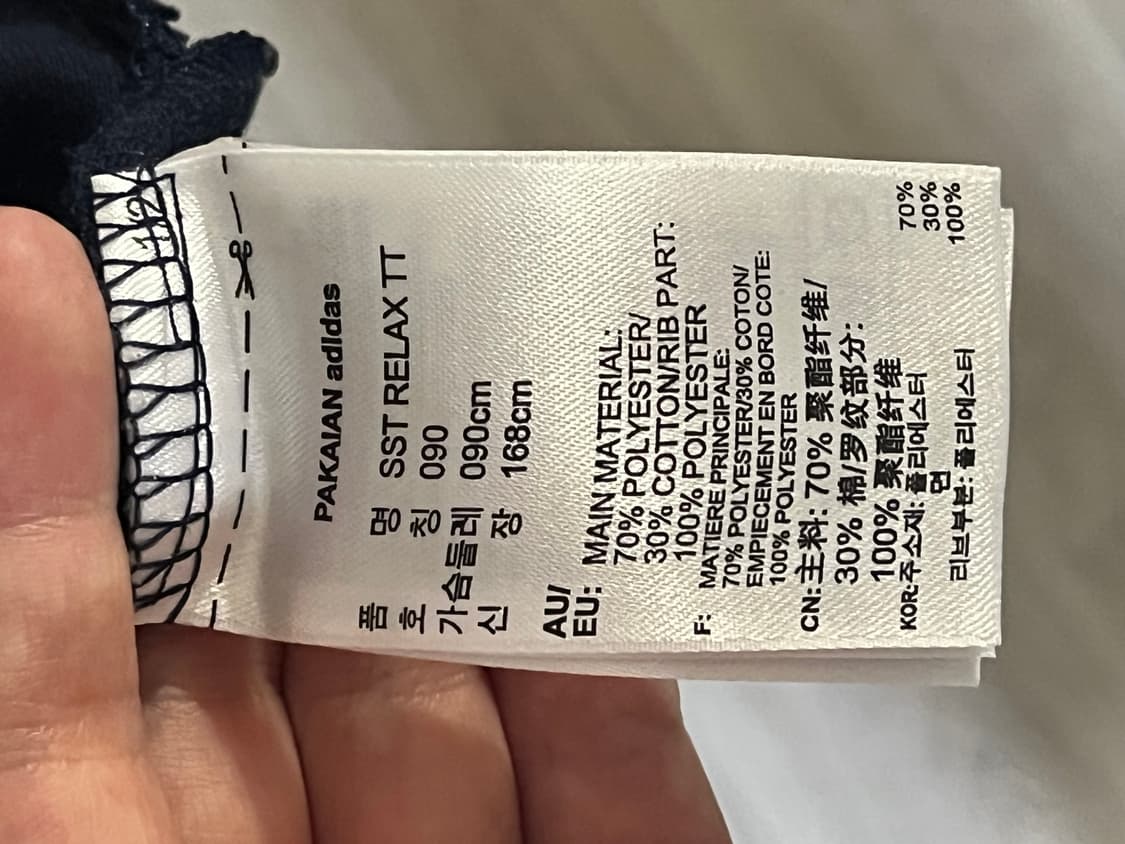 PAKAIAN adidas
품 명 SST RELAX TT
호 칭 090
가슴둘레 090cm
신 장 168cm
AU/
EU: MAIN MATERIAL:
70% POLYESTER/
30% COTTON/RIB PART:
100% POLYESTER
F: MATIERE PRINCIPALE:
70% POLYESTER/30% COTON/
EMPIECEMENT EN BORD COTE:
100% POLYESTER
CN: 主料: 70% 聚酯纤维/
30% 棉/罗纹部分:
100% 聚酯纤维
KOR:주소재: 폴리에스터 70%
면 30%
리브부분: 폴리에스터 100%